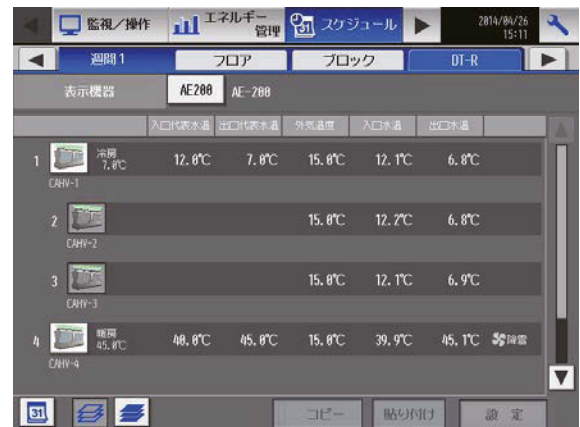 監視／操作 エネルギー管理 31 スケジュール 2014/04/26 15:11
週間1 フロア ブロック DT-R
表示機器 AE200 AE-200
入口代表水温 出口代表水温 外気温度 入口水温 出口水温
1 冷房 7.0℃ 12.0℃ 7.0℃ 15.0℃ 12.1℃ 6.8℃
CAHV-1
2 15.0℃ 12.2℃ 6.8℃
CAHV-2
3 15.0℃ 12.1℃ 6.9℃
CAHV-3
4 暖房 45.0℃ 40.0℃ 45.0℃ 15.0℃ 39.9℃ 45.1℃ 除雪
CAHV-4
31 コピー 貼り付け 設 定